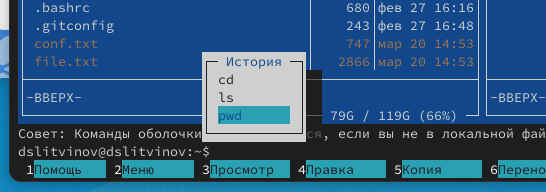 .bashrc 680 фев 27 16:16
.gitconfig 243 фев 27 16:48
conf.txt 747 мар 20 14:53
file.txt 2866 мар 20 14:53
История
cd
ls
pwd
-ВВЕРХ- 79G / 119G (66%) -ВВЕРХ-
Совет: Команды оболочки ся, если вы не в локальной фай
dslitvinov@dslitvinov:~$
1Помощь 2Меню 3Просмотр 4Правка 5Копия 6Перено